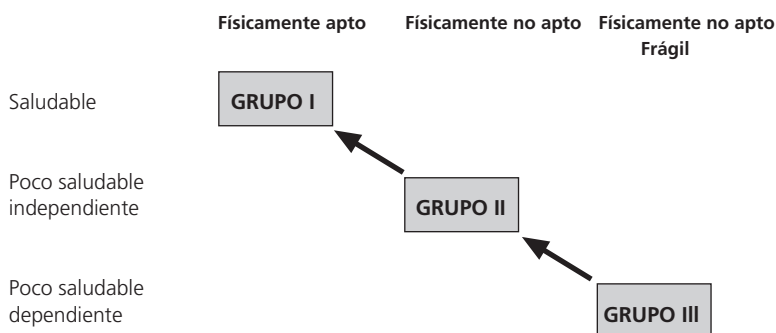 Físicamente apto Físicamente no apto Físicamente no apto
Frágil
Saludable GRUPO I
Poco saludable
independiente GRUPO II
Poco saludable
dependiente GRUPO III